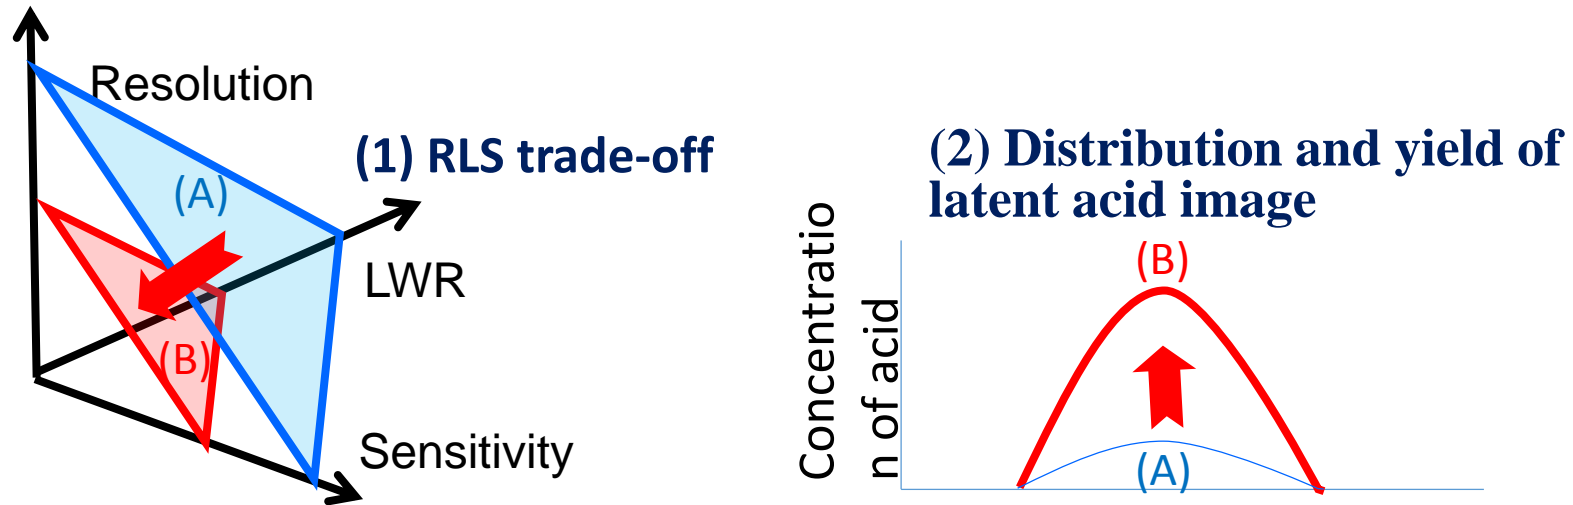 Resolution
(1) RLS trade-off
(A)
LWR
(B)
Sensitivity
(2) Distribution and yield of
latent acid image
Concentratio
n of acid
(B)
(A)